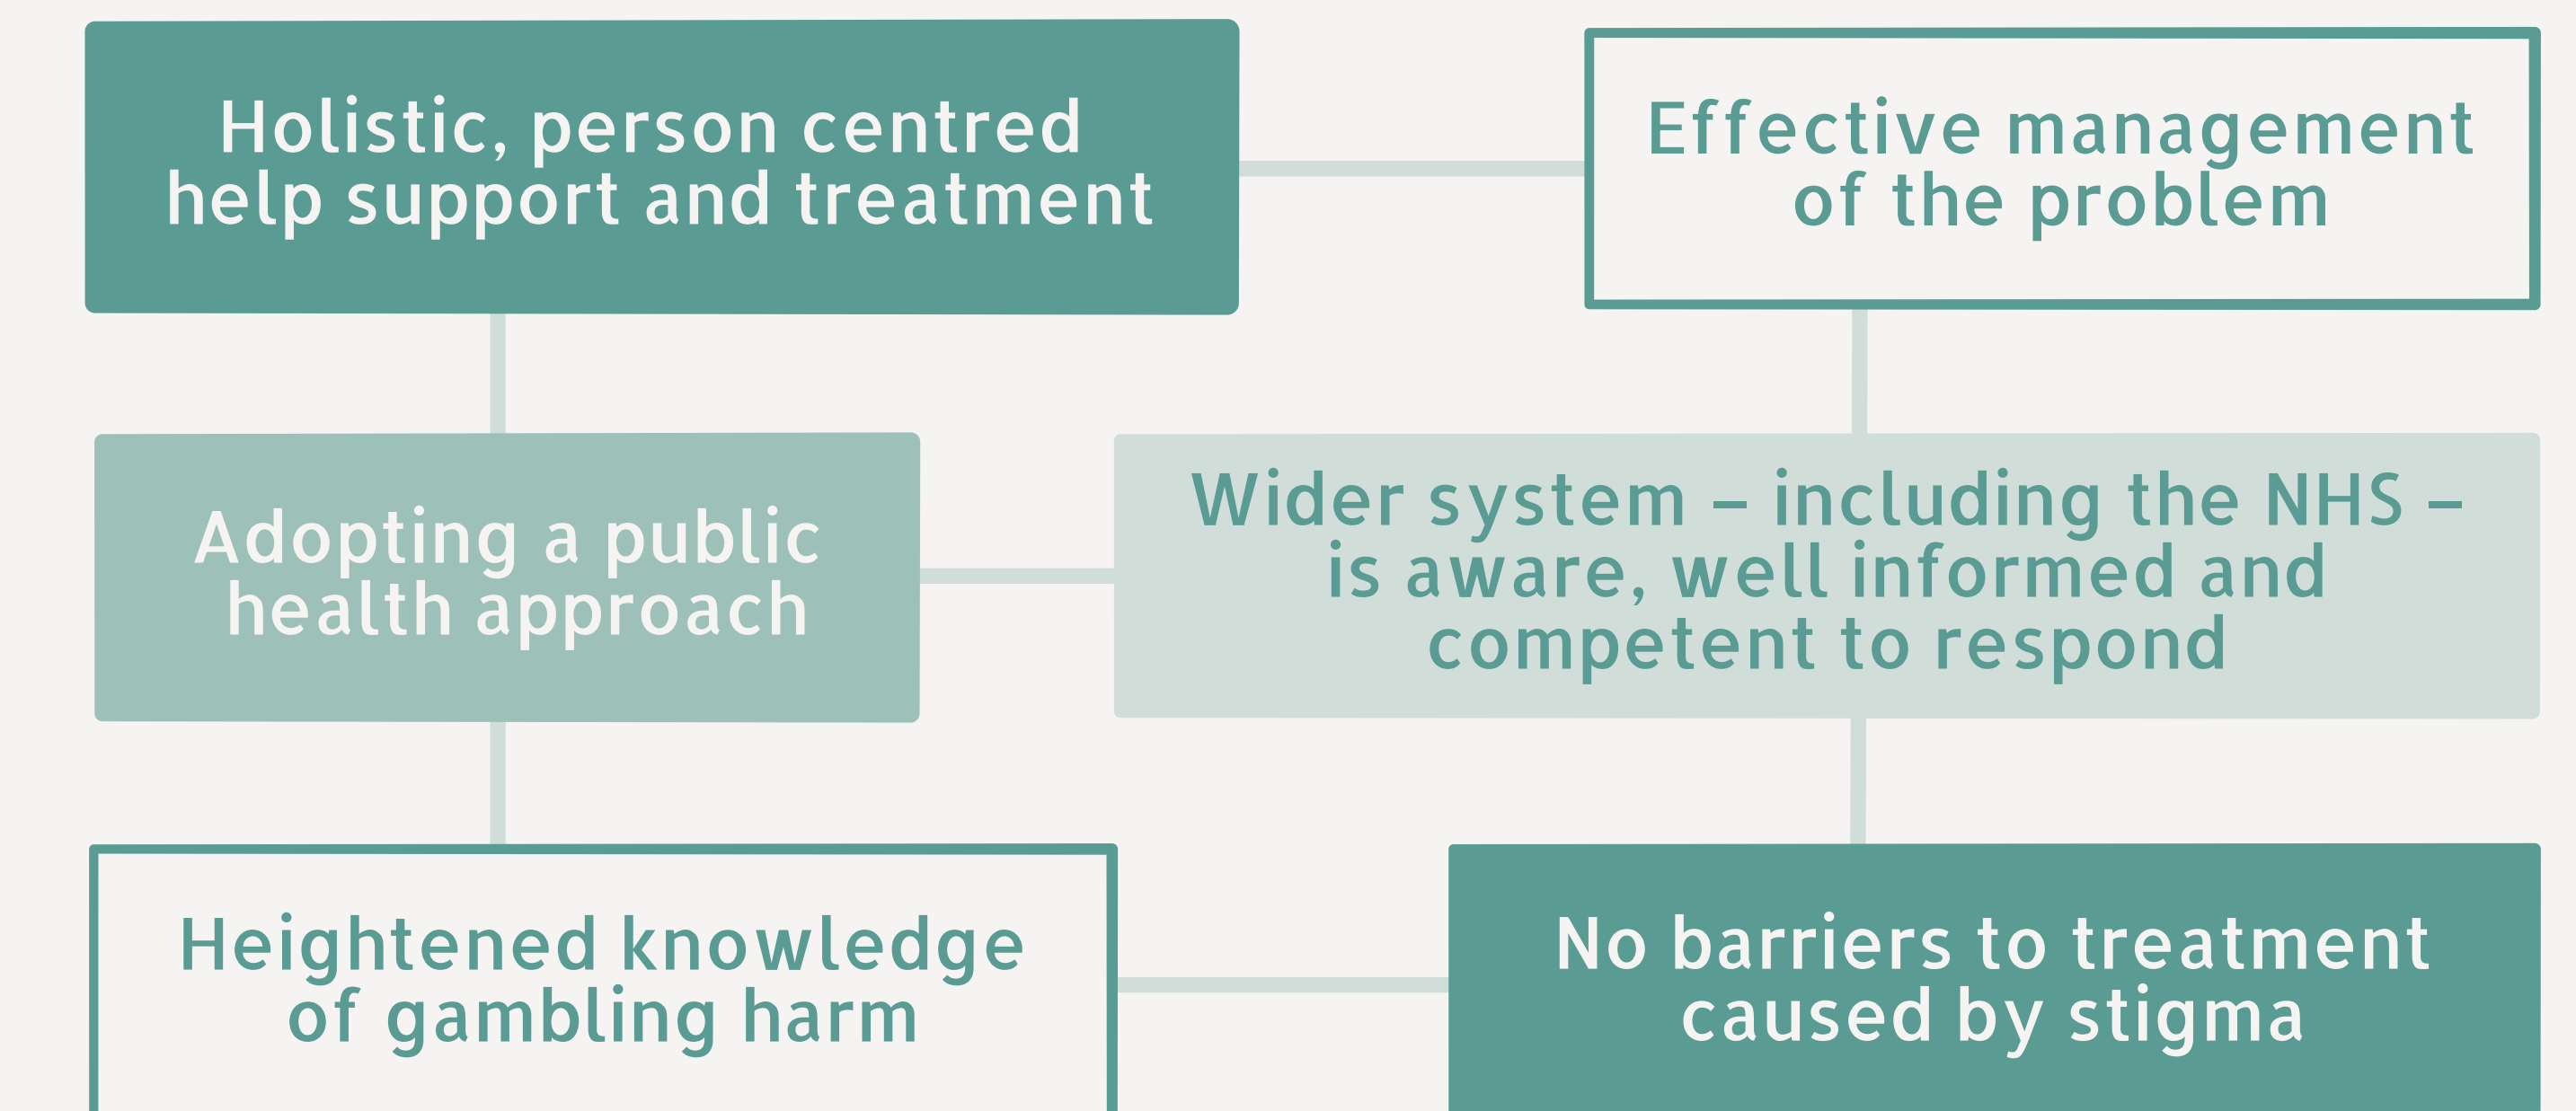 Holistic, person centred
help support and treatment
Effective management
of the problem
Adopting a public
health approach
Wider system – including the NHS –
is aware, well informed and
competent to respond
Heightened knowledge
of gambling harm
No barriers to treatment
caused by stigma